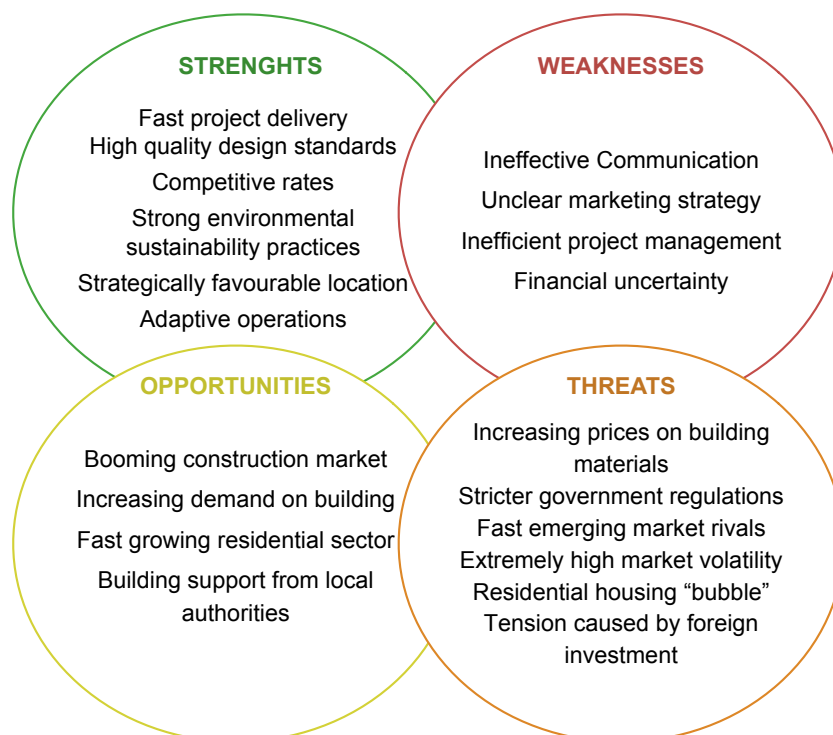 STRENGHTS
Fast project delivery
High quality design standards
Competitive rates
Strong environmental
sustainability practices
Strategically favourable location
Adaptive operations
WEAKNESSES
Ineffective Communication
Unclear marketing strategy
Inefficient project management
Financial uncertainty
OPPORTUNITIES
Booming construction market
Increasing demand on building
Fast growing residential sector
Building support from local
authorities
THREATS
Increasing prices on building
materials
Stricter government regulations
Fast emerging market rivals
Extremely high market volatility
Residential housing “bubble”
Tension caused by foreign
investment